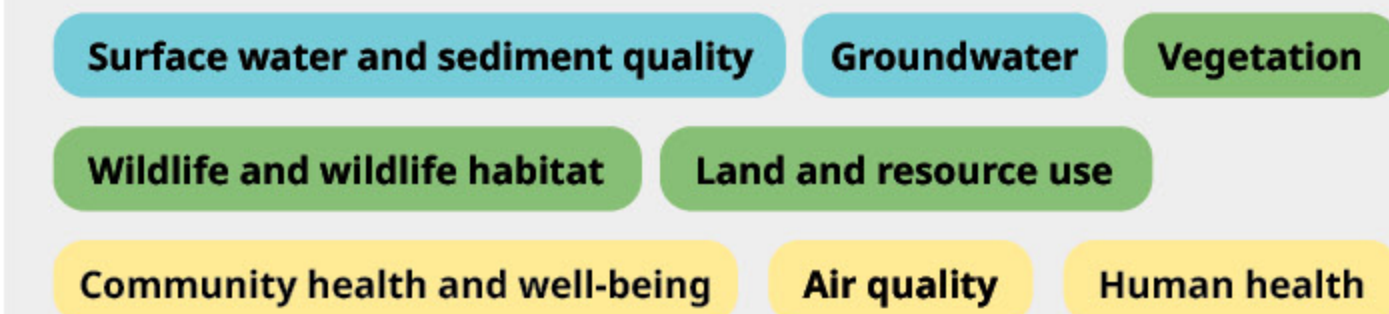 Surface water and sediment quality Groundwater Vegetation
Wildlife and wildlife habitat Land and resource use
Community health and well-being Air quality Human health